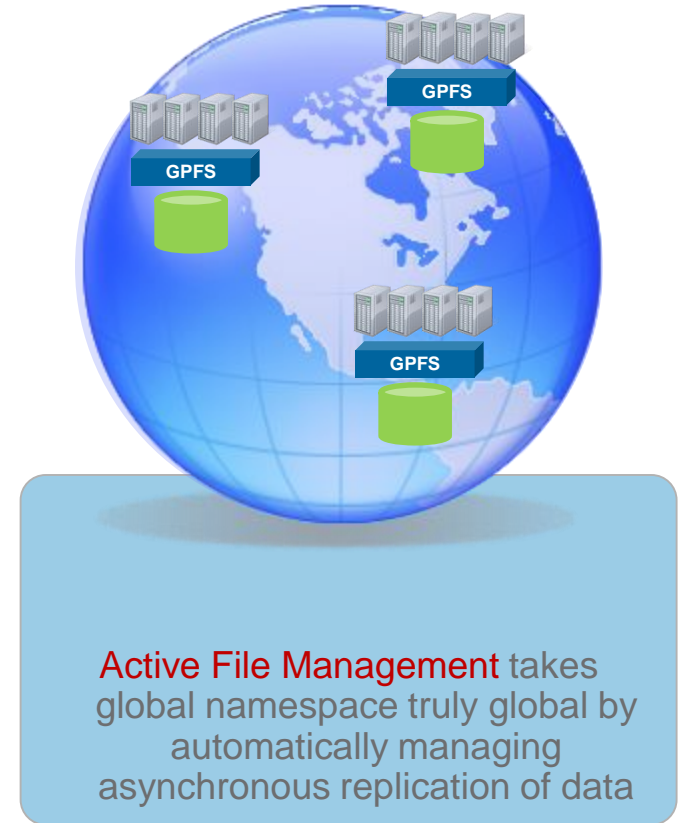 GPFS
GPFS
GPFS
Active File Management takes
global namespace truly global by
automatically managing
asynchronous replication of data